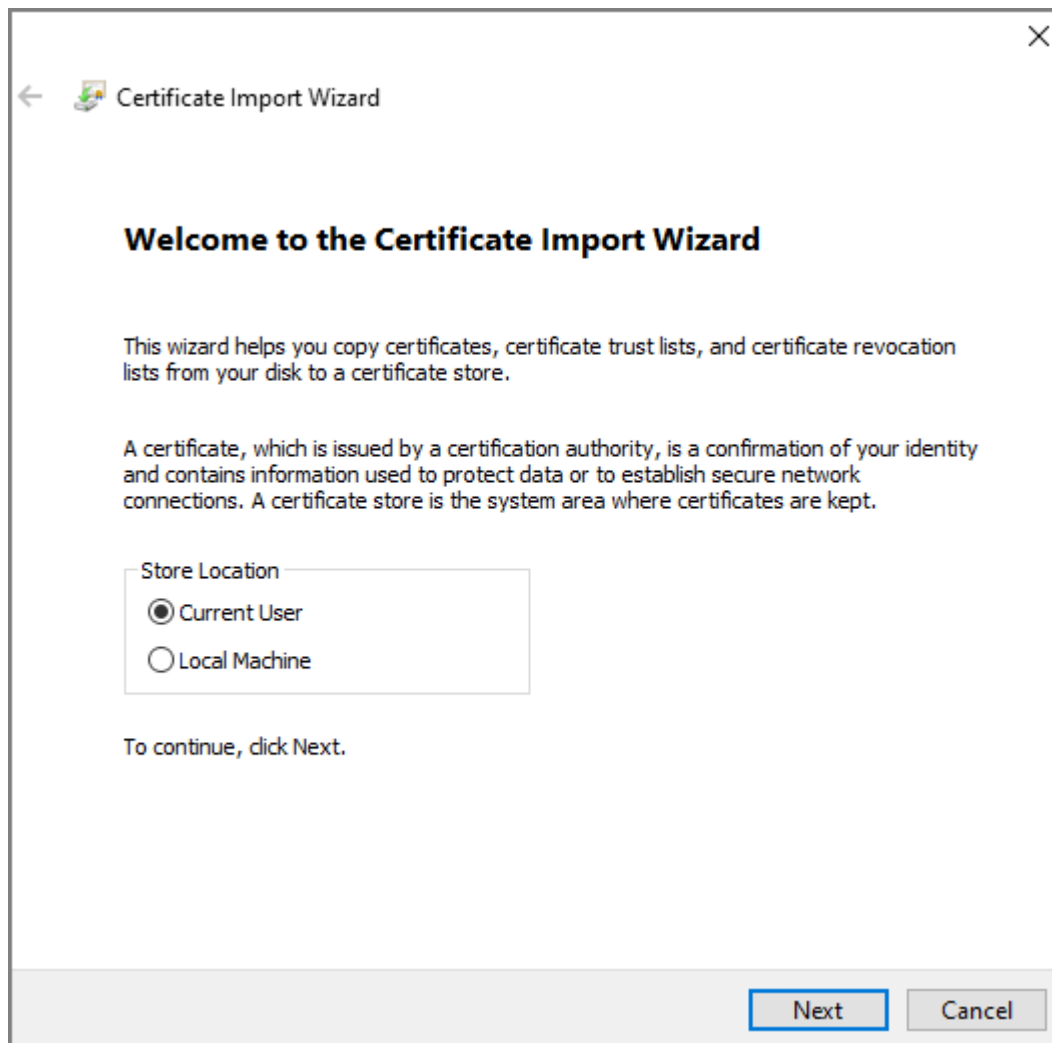 Certificate Import Wizard
Welcome to the Certificate Import Wizard
This wizard helps you copy certificates, certificate trust lists, and certificate revocation
lists from your disk to a certificate store.
A certificate, which is issued by a certification authority, is a confirmation of your identity
and contains information used to protect data or to establish secure network
connections. A certificate store is the system area where certificates are kept.
Store Location
Current User
Local Machine
To continue, click Next.
Next
Cancel